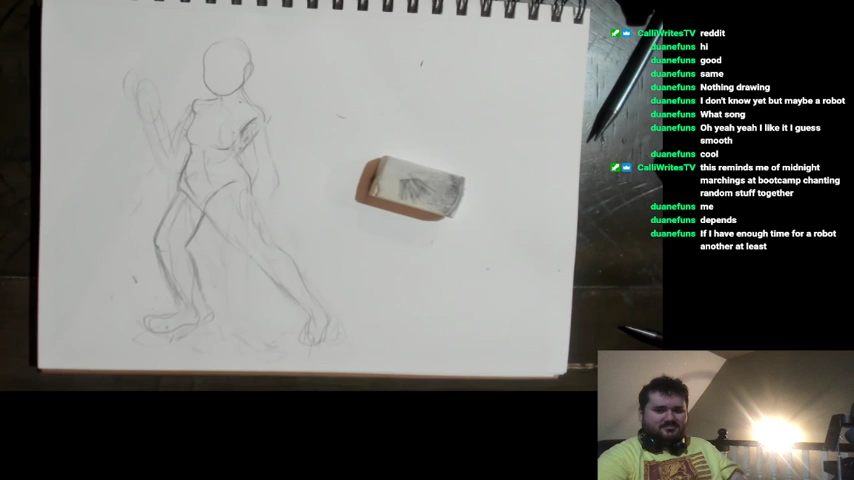 CalliWritesTV reddit
duanefuns hi
duanefuns good
duanefuns same
duanefuns Nothing drawing
duanefuns I don't know yet but maybe a robot
duanefuns What song
duanefuns Oh yeah yeah I like it I guess
smooth
duanefuns cool
CalliWritesTV this reminds me of midnight
marchings at bootcamp chanting
random stuff together
duanefuns me
duanefuns depends
duanefuns If I have enough time for a robot
another at least